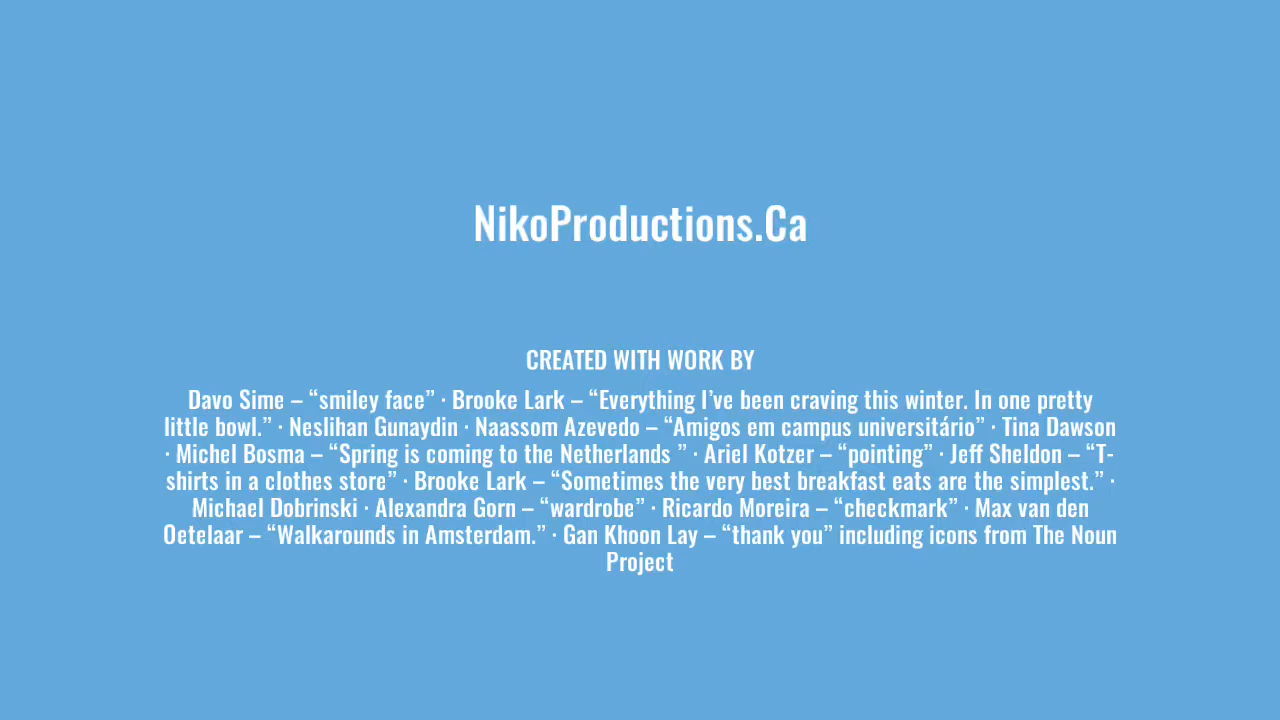 NikoProductions.Ca
CREATED WITH WORK BY
Davo Sime – “smiley face” · Brooke Lark – “Everything I’ve been craving this winter. In one pretty
little bowl.” · Neslihan Gunaydin · Naassom Azevedo – “Amigos em campus universitário” · Tina Dawson
· Michel Bosma – “Spring is coming to the Netherlands ” · Ariel Kotzer – “pointing” · Jeff Sheldon – “T-
shirts in a clothes store” · Brooke Lark – “Sometimes the very best breakfast eats are the simplest.” ·
Michael Dobrinski · Alexandra Gorn – “wardrobe” · Ricardo Moreira – “checkmark” · Max van den
Oetelaar – “Walkarounds in Amsterdam.” · Gan Khoon Lay – “thank you” including icons from The Noun
Project